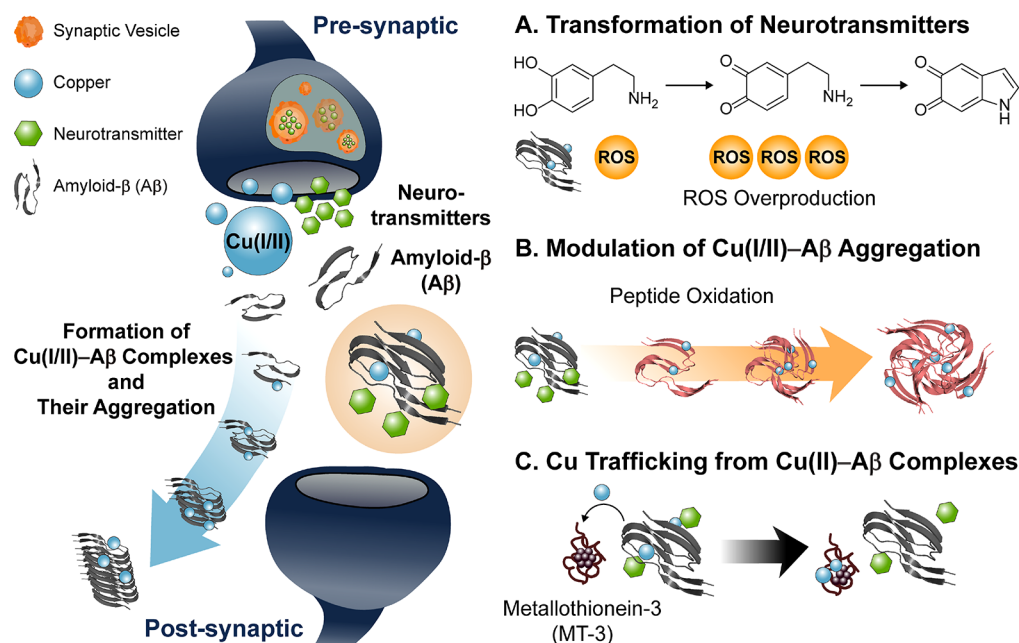 Synaptic Vesicle
Copper
Neurotransmitter
Amyloid-β (Aβ)
Pre-synaptic
Cu(I/II)
Neuro-
transmitters
Amyloid-β
(Aβ)
Formation of
Cu(I/II)–Aβ Complexes
and
Their Aggregation
Post-synaptic
A. Transformation of Neurotransmitters
HO
HO
NH2
O
O
NH2
O
O
N
H
ROS
ROS
ROS
ROS
ROS Overproduction
B. Modulation of Cu(I/II)–Aβ Aggregation
Peptide Oxidation
C. Cu Trafficking from Cu(II)–Aβ Complexes
Metallothionein-3
(MT-3)